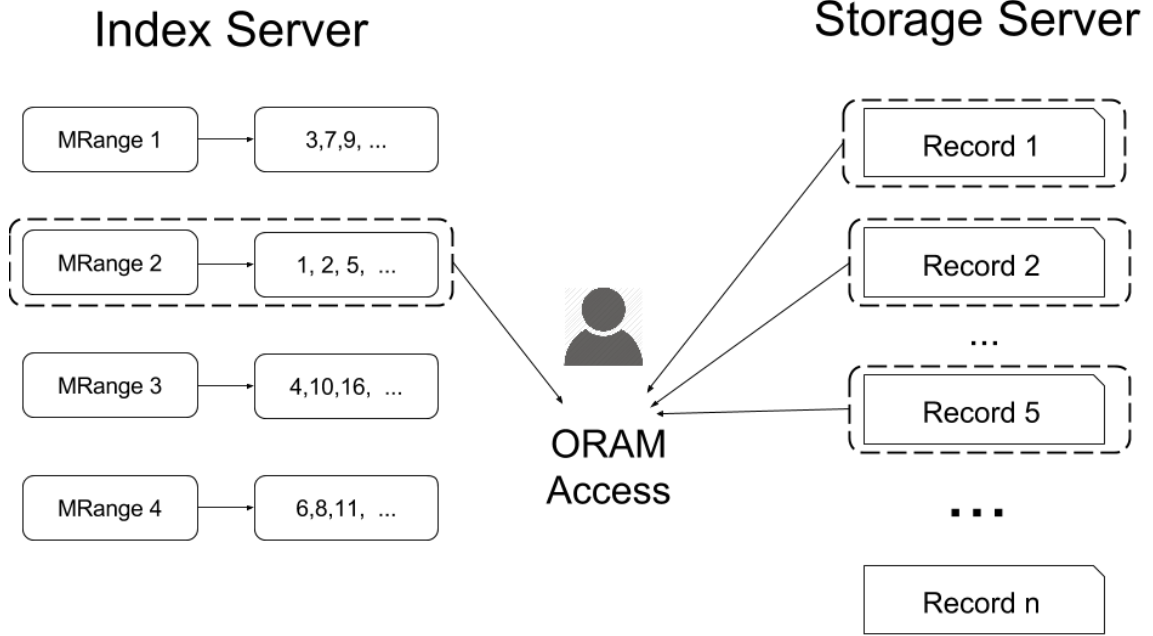 Index Server
Storage Server
MRange 1
3,7,9, ...
MRange 2
1, 2, 5, ...
MRange 3
4,10,16, ...
MRange 4
6,8,11, ...
ORAM
Access
Record 1
Record 2
...
Record 5
...
Record n